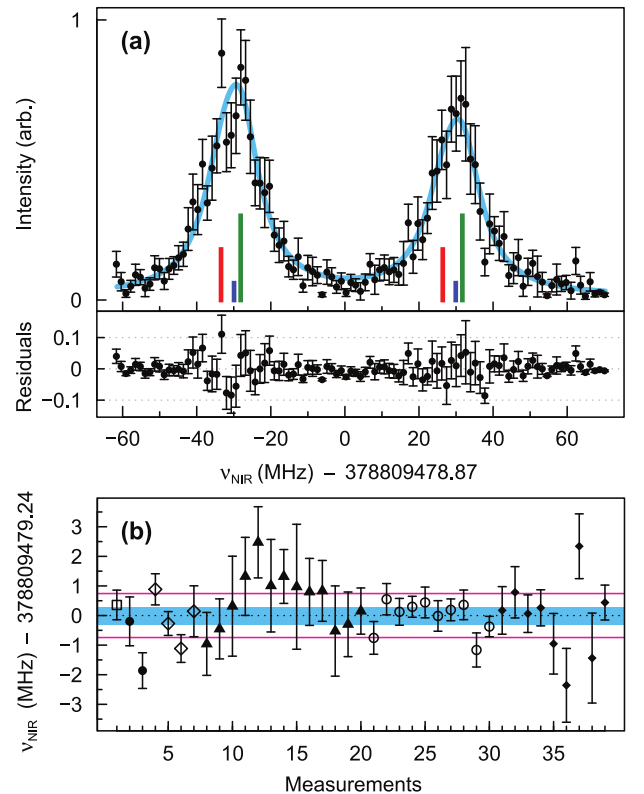 (a)
Intensity (arb.)
1
0
Residuals
0.1
0
−0.1
−60 −40 −20 0 20 40 60
νNIR (MHz) − 378809478.87
(b)
νNIR (MHz) − 378809479.24
3
2
1
0
−1
−2
−3
5 10 15 20 25 30 35 40
Measurements